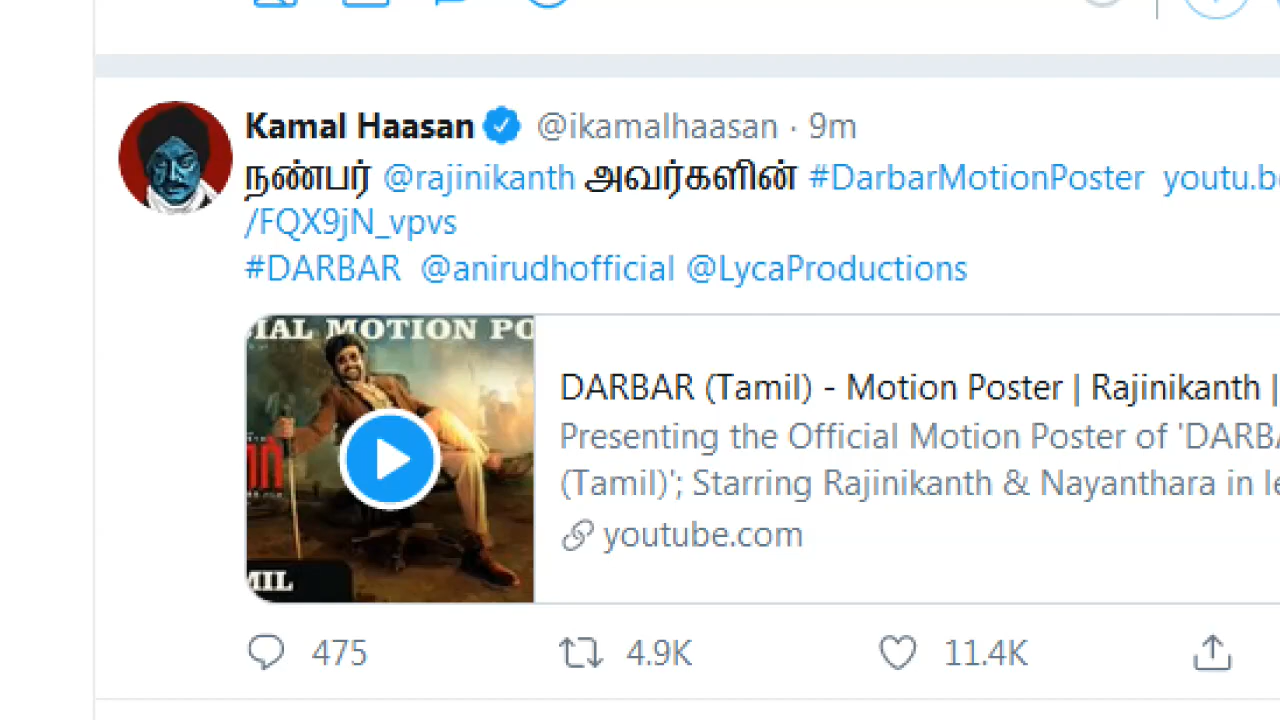 Kamal Haasan @ikamalhaasan · 9m
நண்பர் @rajinikanth அவர்களின் #DarbarMotionPoster youtu.b
/FQX9jN_vpvs
#DARBAR @anirudhofficial @LycaProductions
IAL MOTION PO
DARBAR (Tamil) - Motion Poster | Rajinikanth |
Presenting the Official Motion Poster of 'DARBA
(Tamil)'; Starring Rajinikanth & Nayanthara in le
youtube.com
MIL
475 4.9K 11.4K